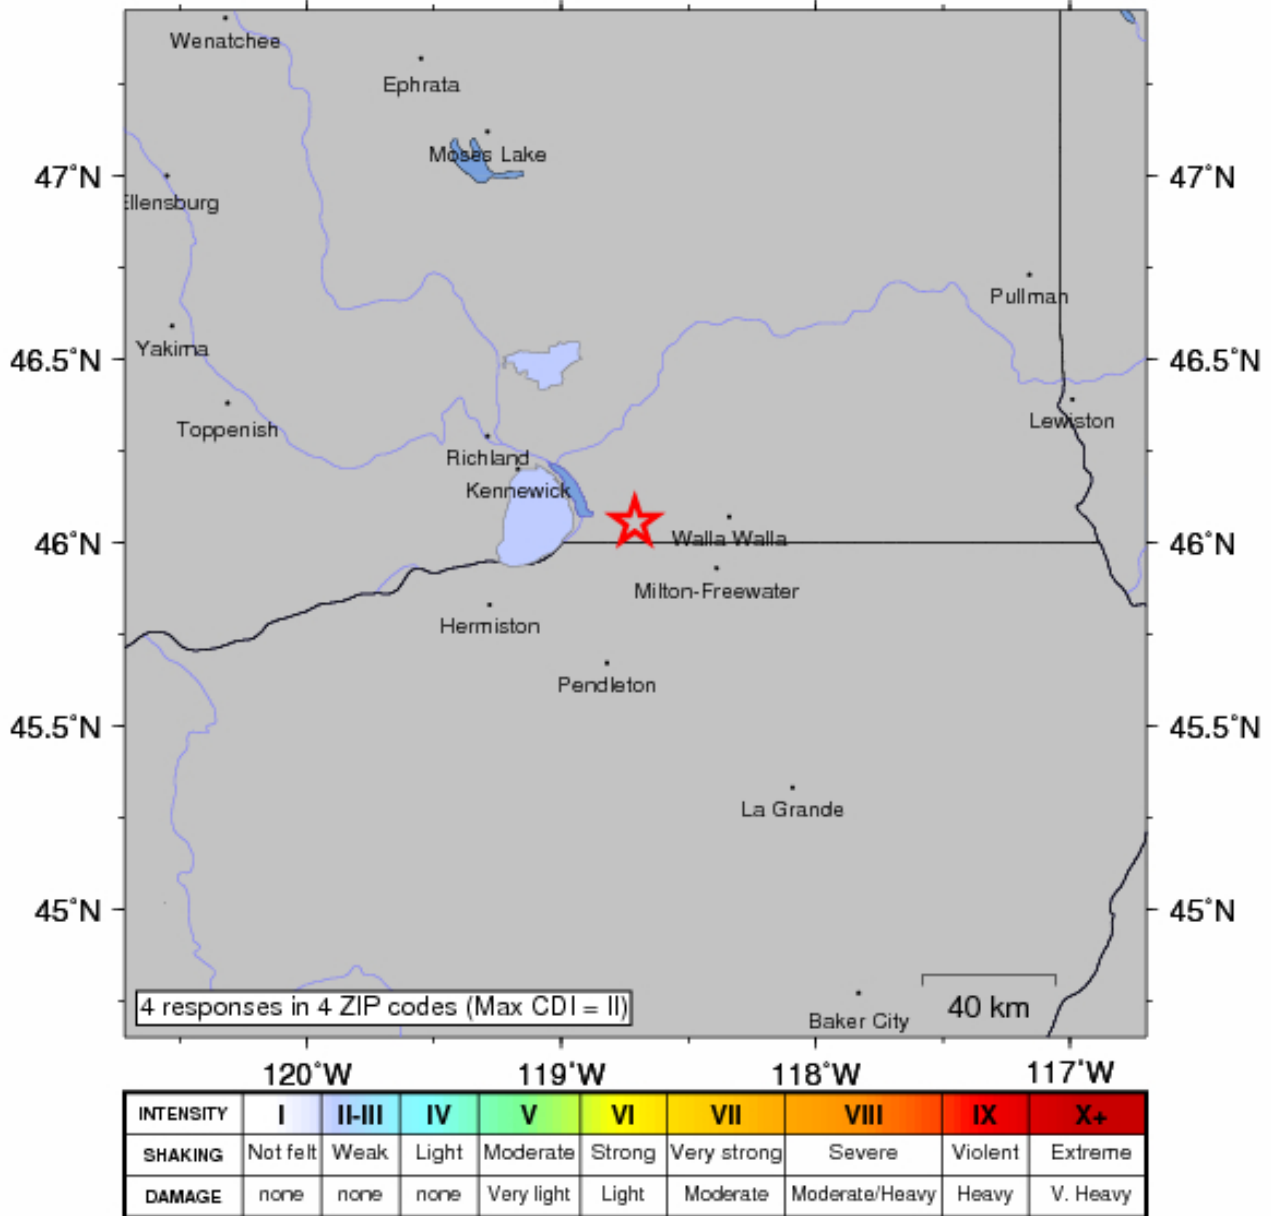 Wenatchee
Ephrata
Moses Lake
47°N 47°N
Ellensburg
Pullman
Yakima
46.5°N 46.5°N
Toppenish
Lewiston
Richland
Kennewick
Walla Walla
46°N 46°N
Milton-Freewater
Hermiston
Pendleton
45.5°N 45.5°N
La Grande
45°N 45°N
4 responses in 4 ZIP codes (Max CDI = II)
40 km
Baker City
120°W 119°W 118°W 117°W
INTENSITY I II-III IV V VI VII VIII IX X+
SHAKING Not felt Weak Light Moderate Strong Very strong Severe Violent Extreme
DAMAGE none none none Very light Light Moderate Moderate/Heavy Heavy V. Heavy